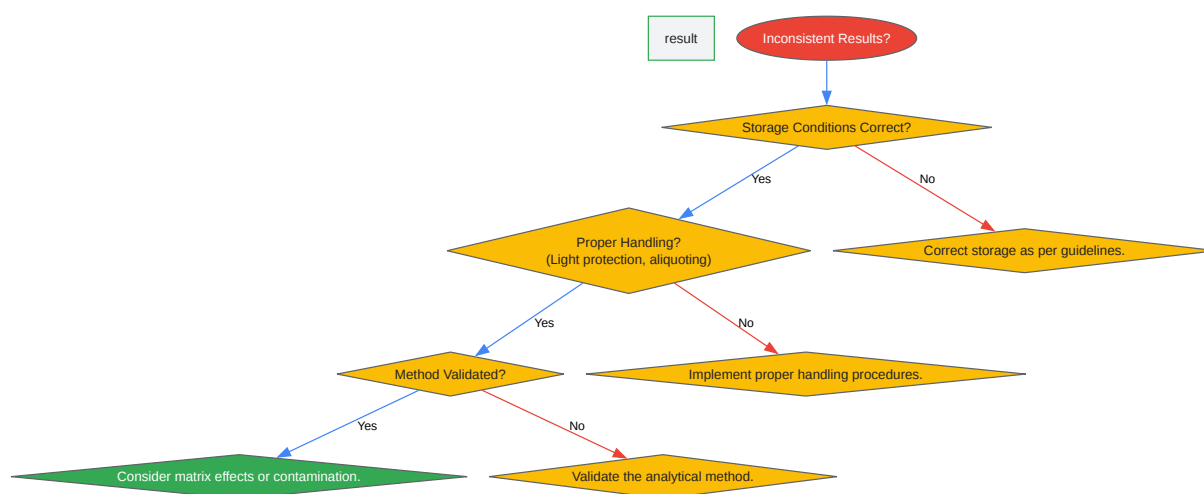 result
Inconsistent Results?
Storage Conditions Correct?
Yes
No
Proper Handling?
(Light protection, aliquoting)
Correct storage as per guidelines.
Yes
No
Method Validated?
Implement proper handling procedures.
Yes
No
Consider matrix effects or contamination.
Validate the analytical method.